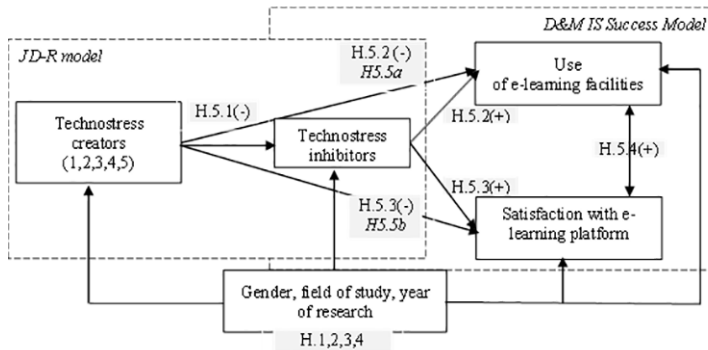 D&M IS Success Model
JD-R model
H.5.2(-)
H5.5a
Use
of e-learning facilities
H.5.1(-)
Technostress
creators
(1,2,3,4,5)
Technostress
inhibitors
H.5.2(+)
H.5.4(+)
H.5.3(+)
H.5.3(-)
H5.5b
Satisfaction with e-
learning platform
Gender, field of study, year
of research
H.1,2,3,4